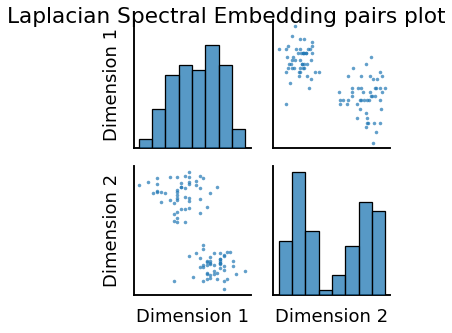 Laplacian Spectral Embedding pairs plot
Dimension 1
Dimension 2
Dimension 1
Dimension 2